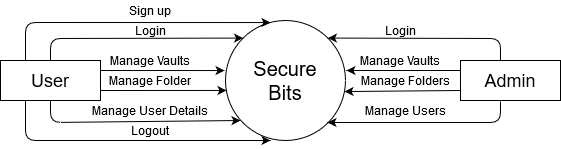 Sign up
Login
Login
Manage Vaults
Manage Vaults
User
Secure
Bits
Admin
Manage Folder
Manage Folders
Manage User Details
Manage Users
Logout